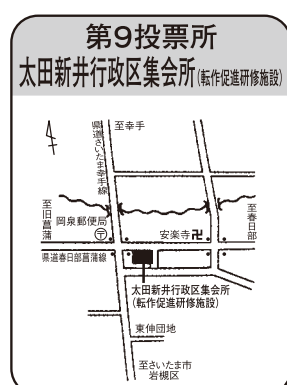 第9投票所
太田新井行政区集会所(転作促進研修施設)
至幸手
県道さいたま幸手線
至旧菖蒲
岡泉郵便局
〒
安楽寺卍
至春日部
県道春日部菖蒲線
太田新井行政区集会所
(転作促進研修施設)
東伸団地
至さいたま市
岩槻区